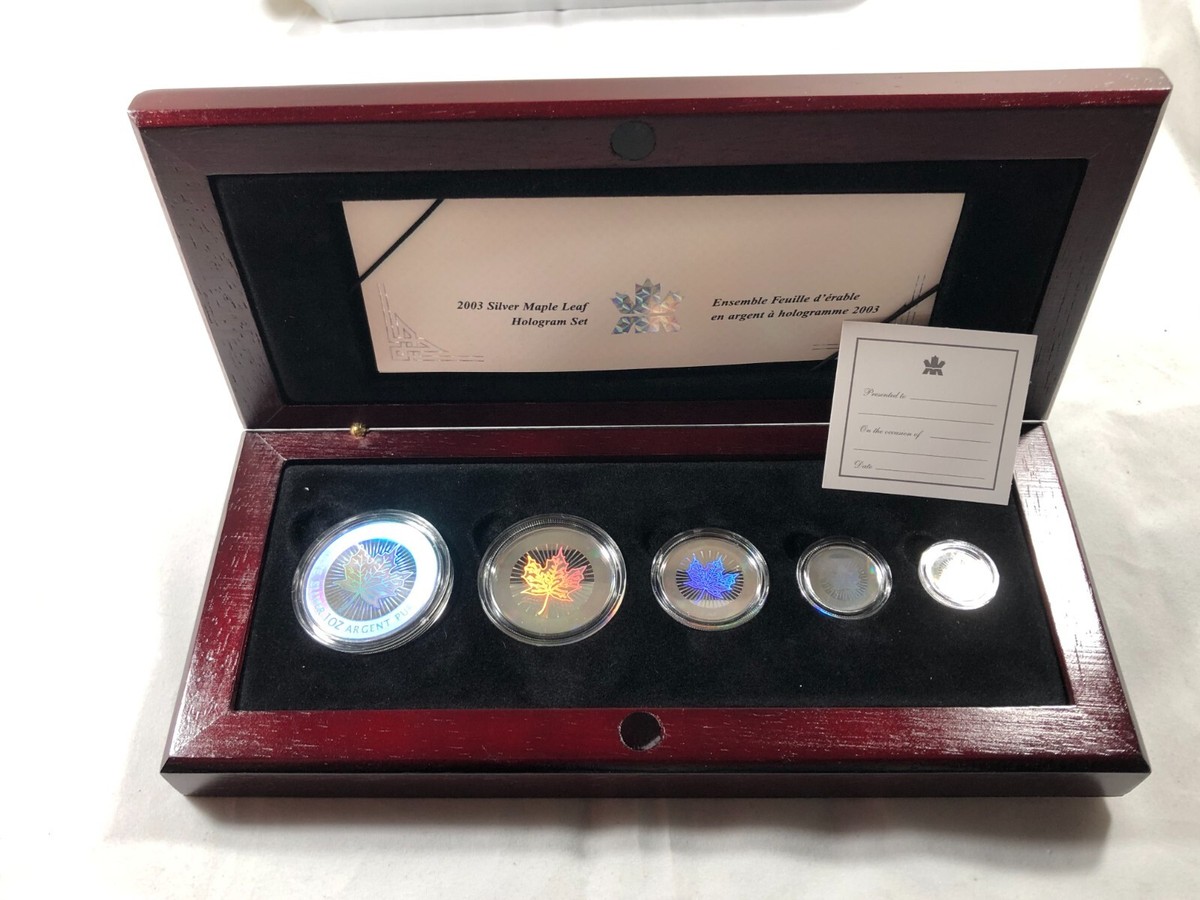 2003 Silver Maple Leaf
Hologram Set
Ensemble Feuille d'érable
en argent à hologramme 2003
Presented to
On the occasion of
Date
1 OZ ARGENT PU